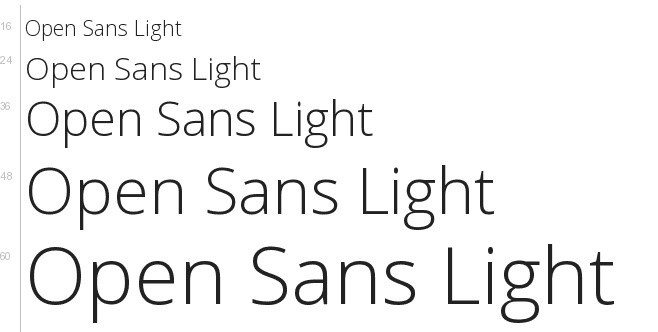 16 Open Sans Light
24 Open Sans Light
36 Open Sans Light
48 Open Sans Light
60 Open Sans Light